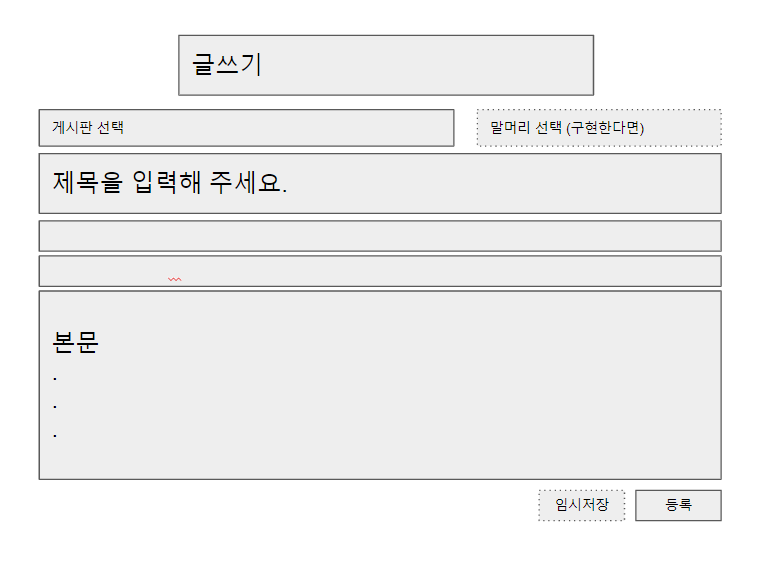 글쓰기
게시판 선택
말머리 선택 (구현한다면)
제목을 입력해 주세요.
본문
.
.
.
임시저장
등록